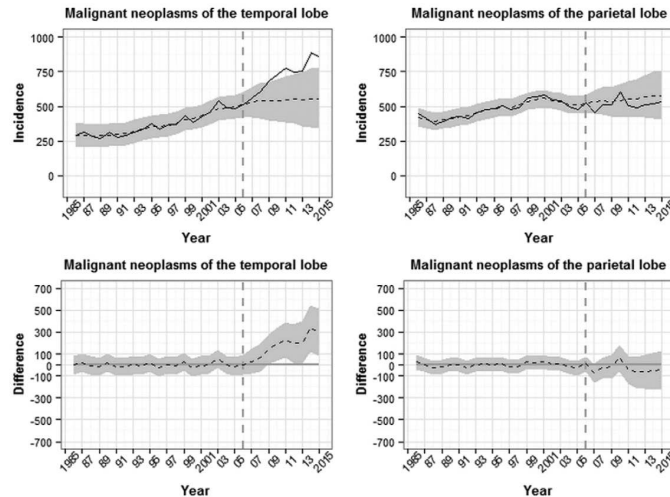 Malignant neoplasms of the temporal lobe
Incidence
1000
750
500
250
0
1985 87 89 91 93 95 97 99 2001 03 05 07 09 11 13 2015
Year
Malignant neoplasms of the parietal lobe
Incidence
1000
750
500
250
0
1985 87 89 91 93 95 97 99 2001 03 05 07 09 11 13 2015
Year
Malignant neoplasms of the temporal lobe
Difference
700
500
300
100
0
-100
-300
-500
-700
1985 87 89 91 93 95 97 99 2001 03 05 07 09 11 13 2015
Year
Malignant neoplasms of the parietal lobe
Difference
700
500
300
100
0
-100
-300
-500
-700
1985 87 89 91 93 95 97 99 2001 03 05 07 09 11 13 2015
Year